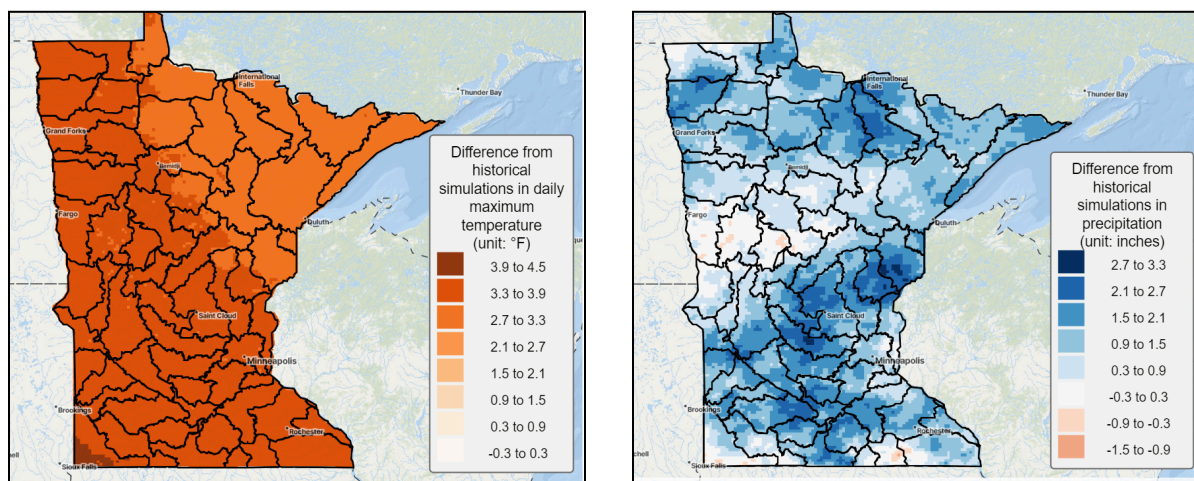 International
Falls
Thunder Bay
Grand Forks
Bemidji
Fargo
Duluth
Saint Cloud
Minneapolis
Brookings
Rochester
Sioux Falls
Difference from
historical
simulations in daily
maximum
temperature
(unit: °F)
3.9 to 4.5
3.3 to 3.9
2.7 to 3.3
2.1 to 2.7
1.5 to 2.1
0.9 to 1.5
0.3 to 0.9
-0.3 to 0.3
International
Falls
Thunder Bay
Grand Forks
Bemidji
Fargo
Duluth
Saint Cloud
Minneapolis
Brookings
Rochester
Sioux Falls
Difference from
historical
simulations in
precipitation
(unit: inches)
2.7 to 3.3
2.1 to 2.7
1.5 to 2.1
0.9 to 1.5
0.3 to 0.9
-0.3 to 0.3
-0.9 to -0.3
-1.5 to -0.9